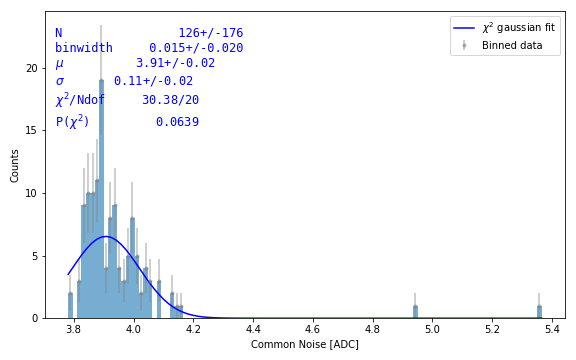 N 126+/-176
binwidth 0.015+/-0.020
μ 3.91+/-0.02
σ 0.11+/-0.02
χ²/Ndof 30.38/20
P(χ²) 0.0639
χ² gaussian fit
Binned data
Counts
20
15
10
5
0
3.8 4.0 4.2 4.4 4.6 4.8 5.0 5.2 5.4
Common Noise [ADC]